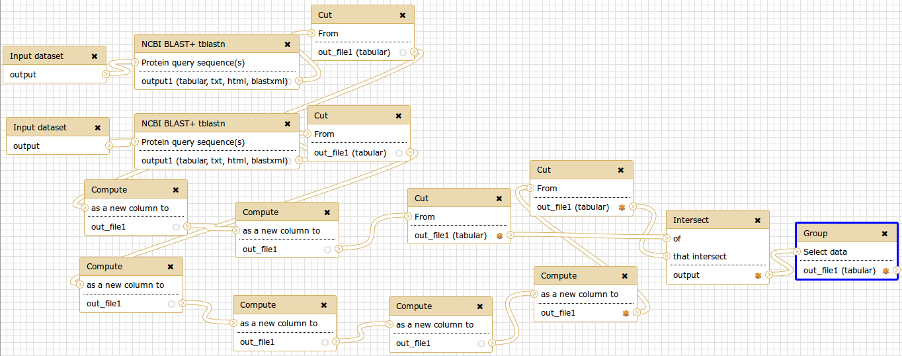 Input dataset
output
NCBI BLAST+ tblastn
Protein query sequence(s)
output1 (tabular, txt, html, blastxml)
Cut
From
out_file1 (tabular)
Input dataset
output
NCBI BLAST+ tblastn
Protein query sequence(s)
output1 (tabular, txt, html, blastxml)
Cut
From
out_file1 (tabular)
Compute
as a new column to
out_file1
Compute
as a new column to
out_file1
Cut
From
out_file1 (tabular)
Cut
From
out_file1 (tabular)
Intersect
of
that intersect
output
Group
Select data
out_file1 (tabular)
Compute
as a new column to
out_file1
Compute
as a new column to
out_file1
Compute
as a new column to
out_file1
Compute
as a new column to
out_file1